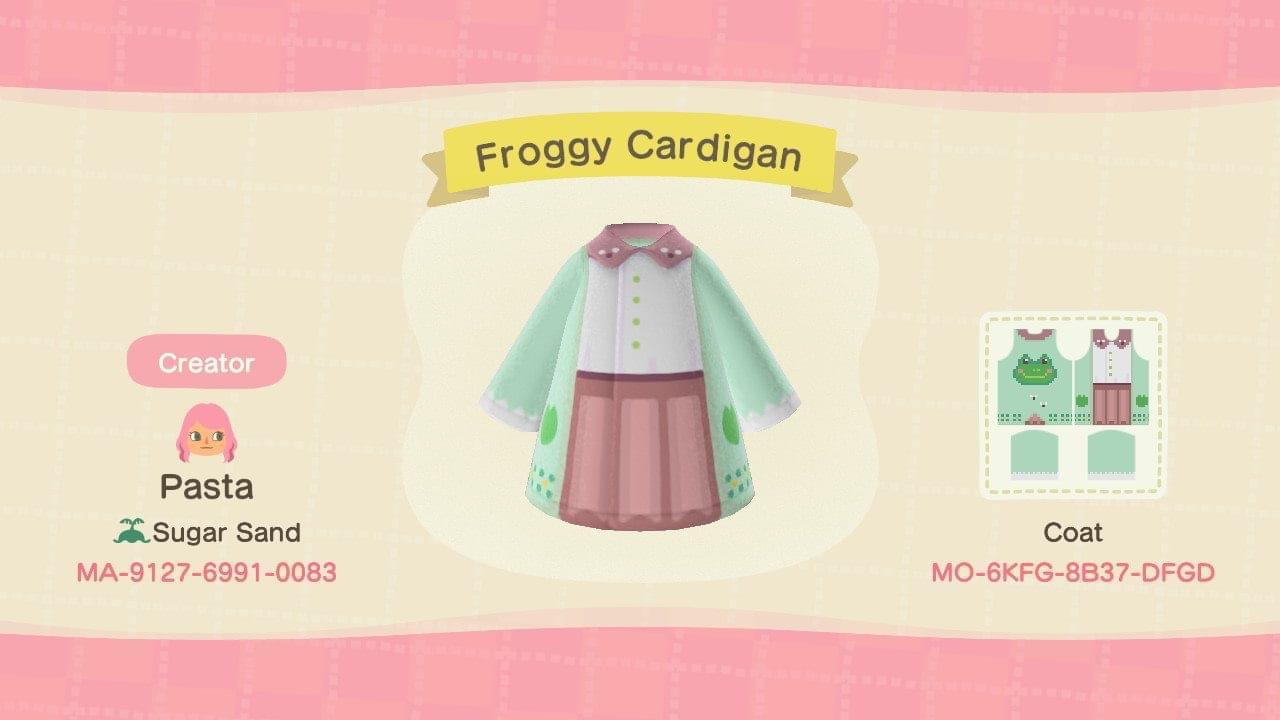 Froggy Cardigan
Creator
Pasta
Sugar Sand
MA-9127-6991-0083
Coat
MO-6KFG-8B37-DFGD